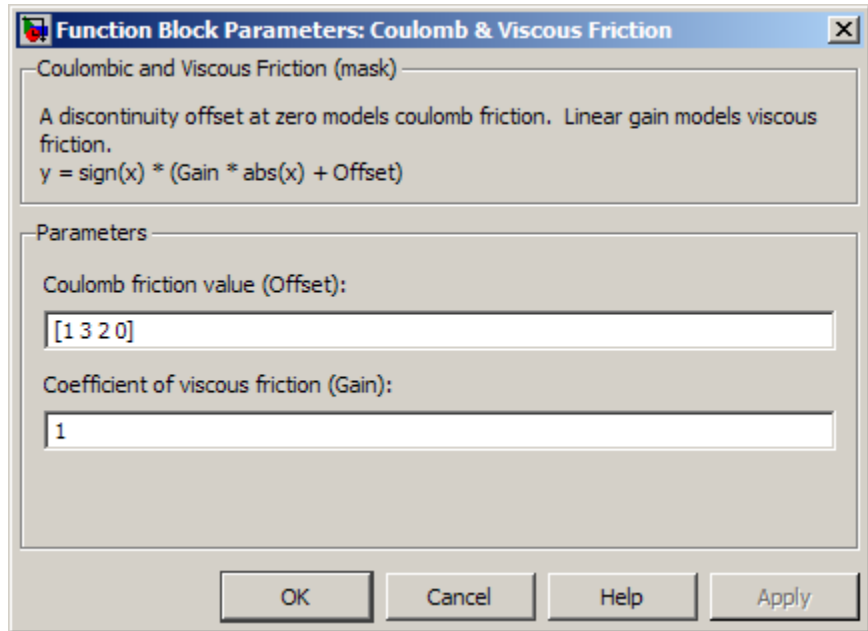 Function Block Parameters: Coulomb & Viscous Friction
Coulombic and Viscous Friction (mask)
A discontinuity offset at zero models coulomb friction.  Linear gain models viscous
friction.
y = sign(x) * (Gain * abs(x) + Offset)
Parameters
Coulomb friction value (Offset):
[1 3 2 0]
Coefficient of viscous friction (Gain):
1
OK Cancel Help Apply